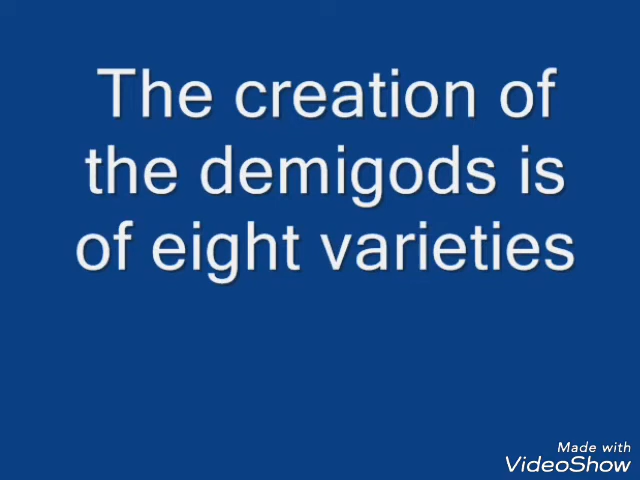 The creation of
the demigods is
of eight varieties
Made with
VideoShow